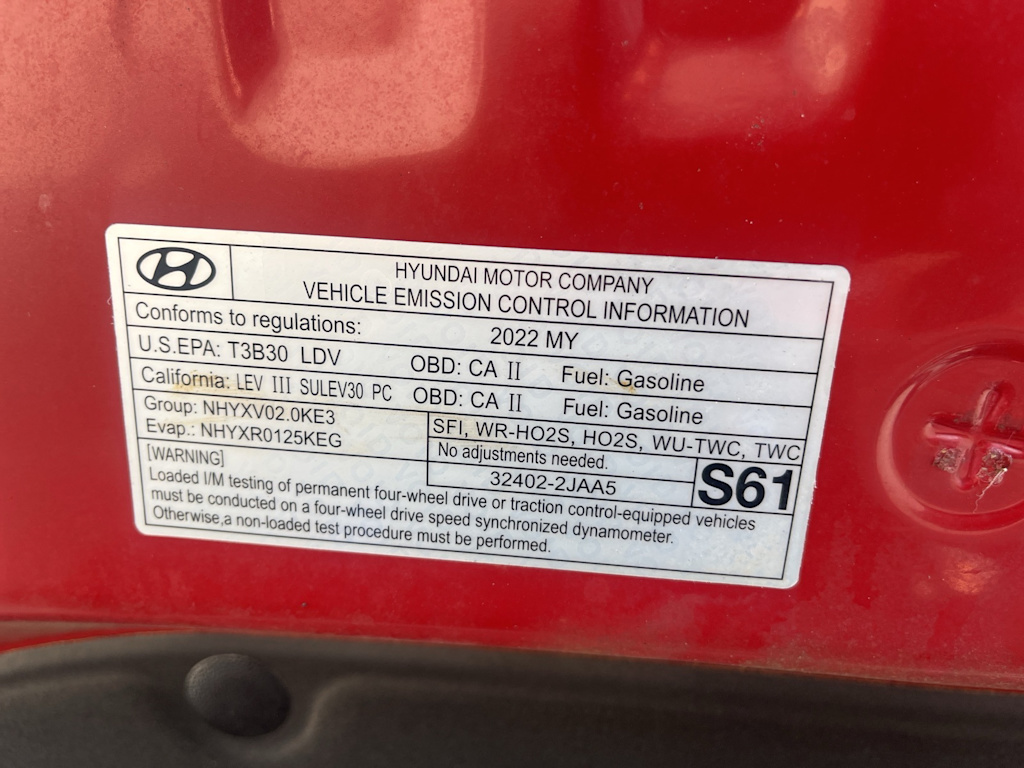 HYUNDAI MOTOR COMPANY
VEHICLE EMISSION CONTROL INFORMATION
Conforms to regulations: 2022 MY
U.S.EPA: T3B30 LDV OBD: CA II Fuel: Gasoline
California: LEV III SULEV30 PC OBD: CA II Fuel: Gasoline
Group: NHYXV02.0KE3
Evap.: NHYXR0125KEG
SFI, WR-HO2S, HO2S, WU-TWC, TWC
No adjustments needed.
32402-2JAA5
S61
[WARNING]
Loaded I/M testing of permanent four-wheel drive or traction control-equipped vehicles
must be conducted on a four-wheel drive speed synchronized dynamometer.
Otherwise,a non-loaded test procedure must be performed.